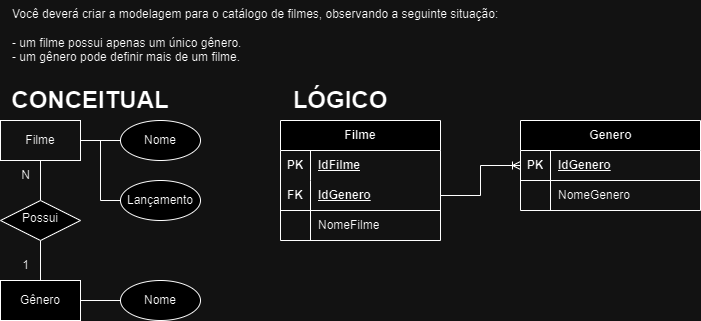 Você deverá criar a modelagem para o catálogo de filmes, observando a seguinte situação:
- um filme possui apenas um único gênero.
- um gênero pode definir mais de um filme.
CONCEITUAL
LÓGICO
Filme
Nome
N
Lançamento
Possui
1
Gênero
Nome
Filme
PK IdFilme
FK IdGenero
NomeFilme
Genero
PK IdGenero
NomeGenero